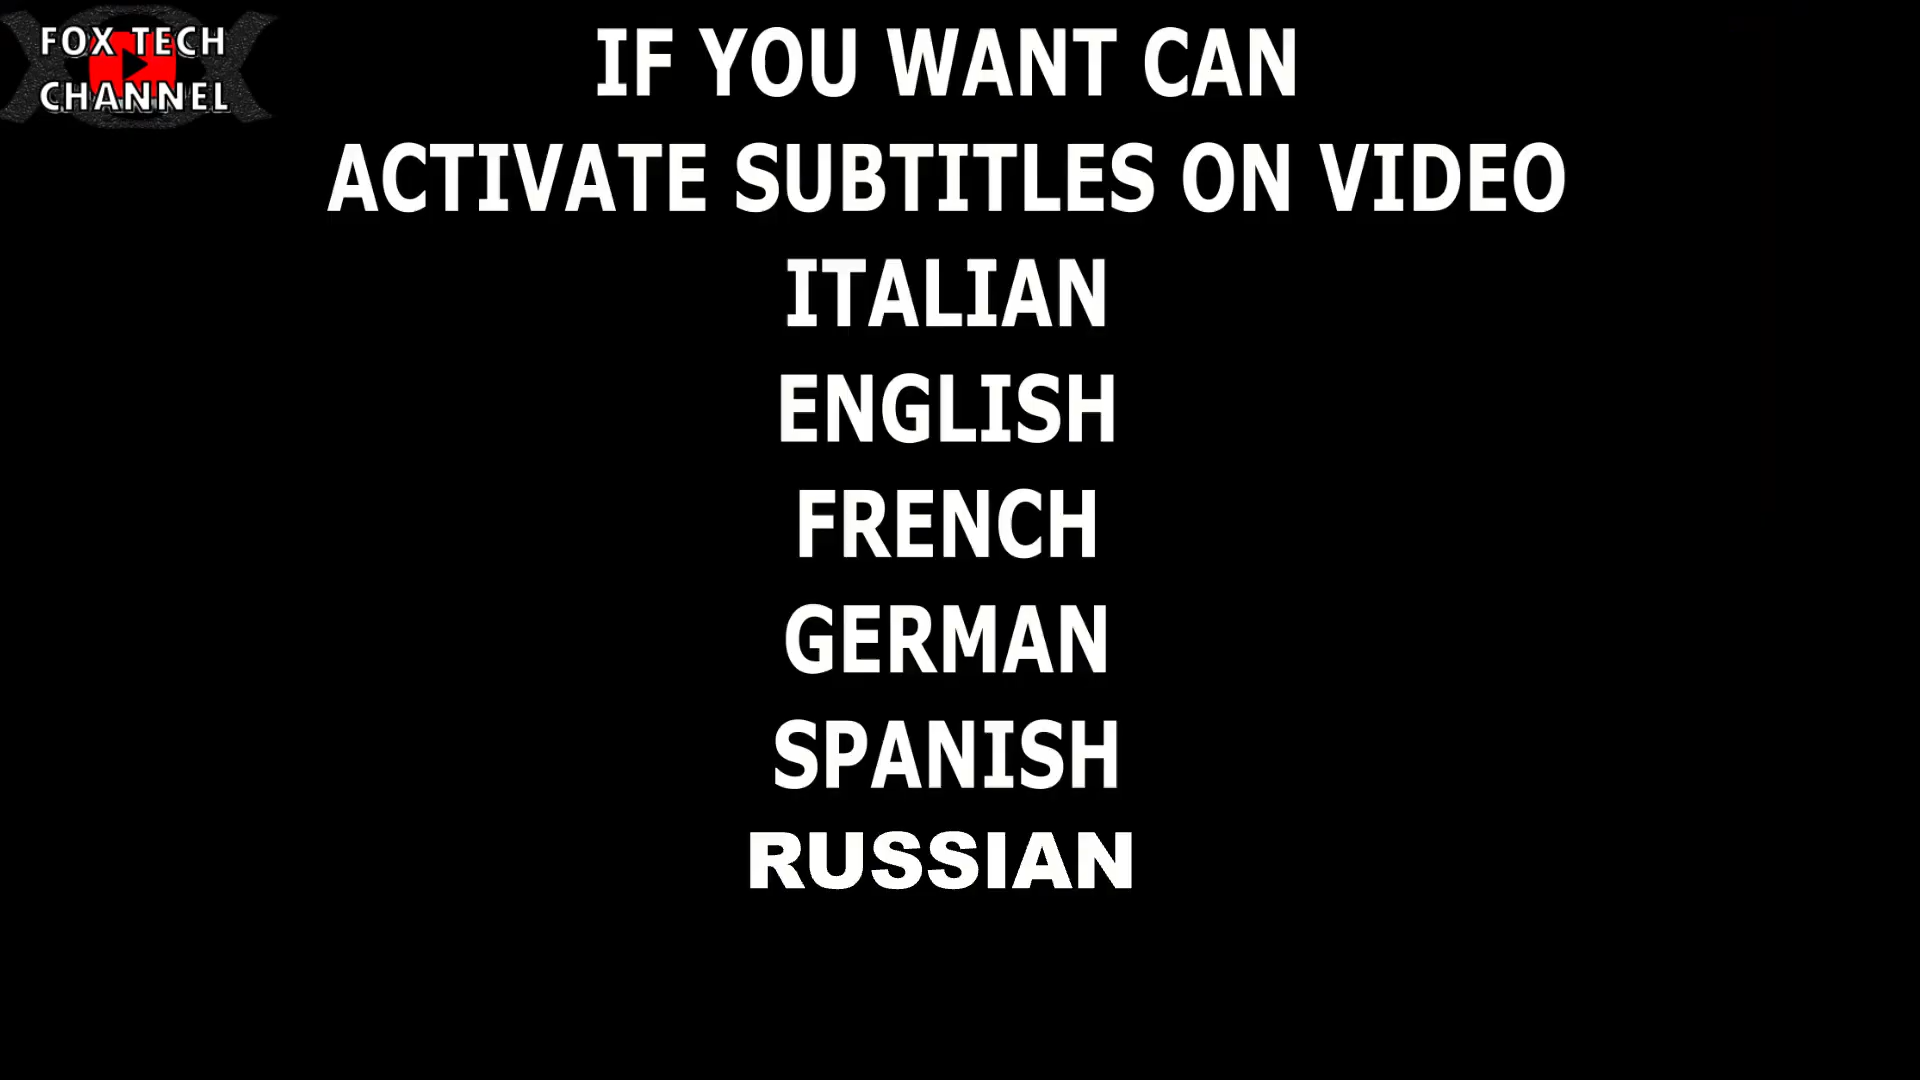 FOX TECH
CHANNEL
IF YOU WANT CAN
ACTIVATE SUBTITLES ON VIDEO
ITALIAN
ENGLISH
FRENCH
GERMAN
SPANISH
RUSSIAN